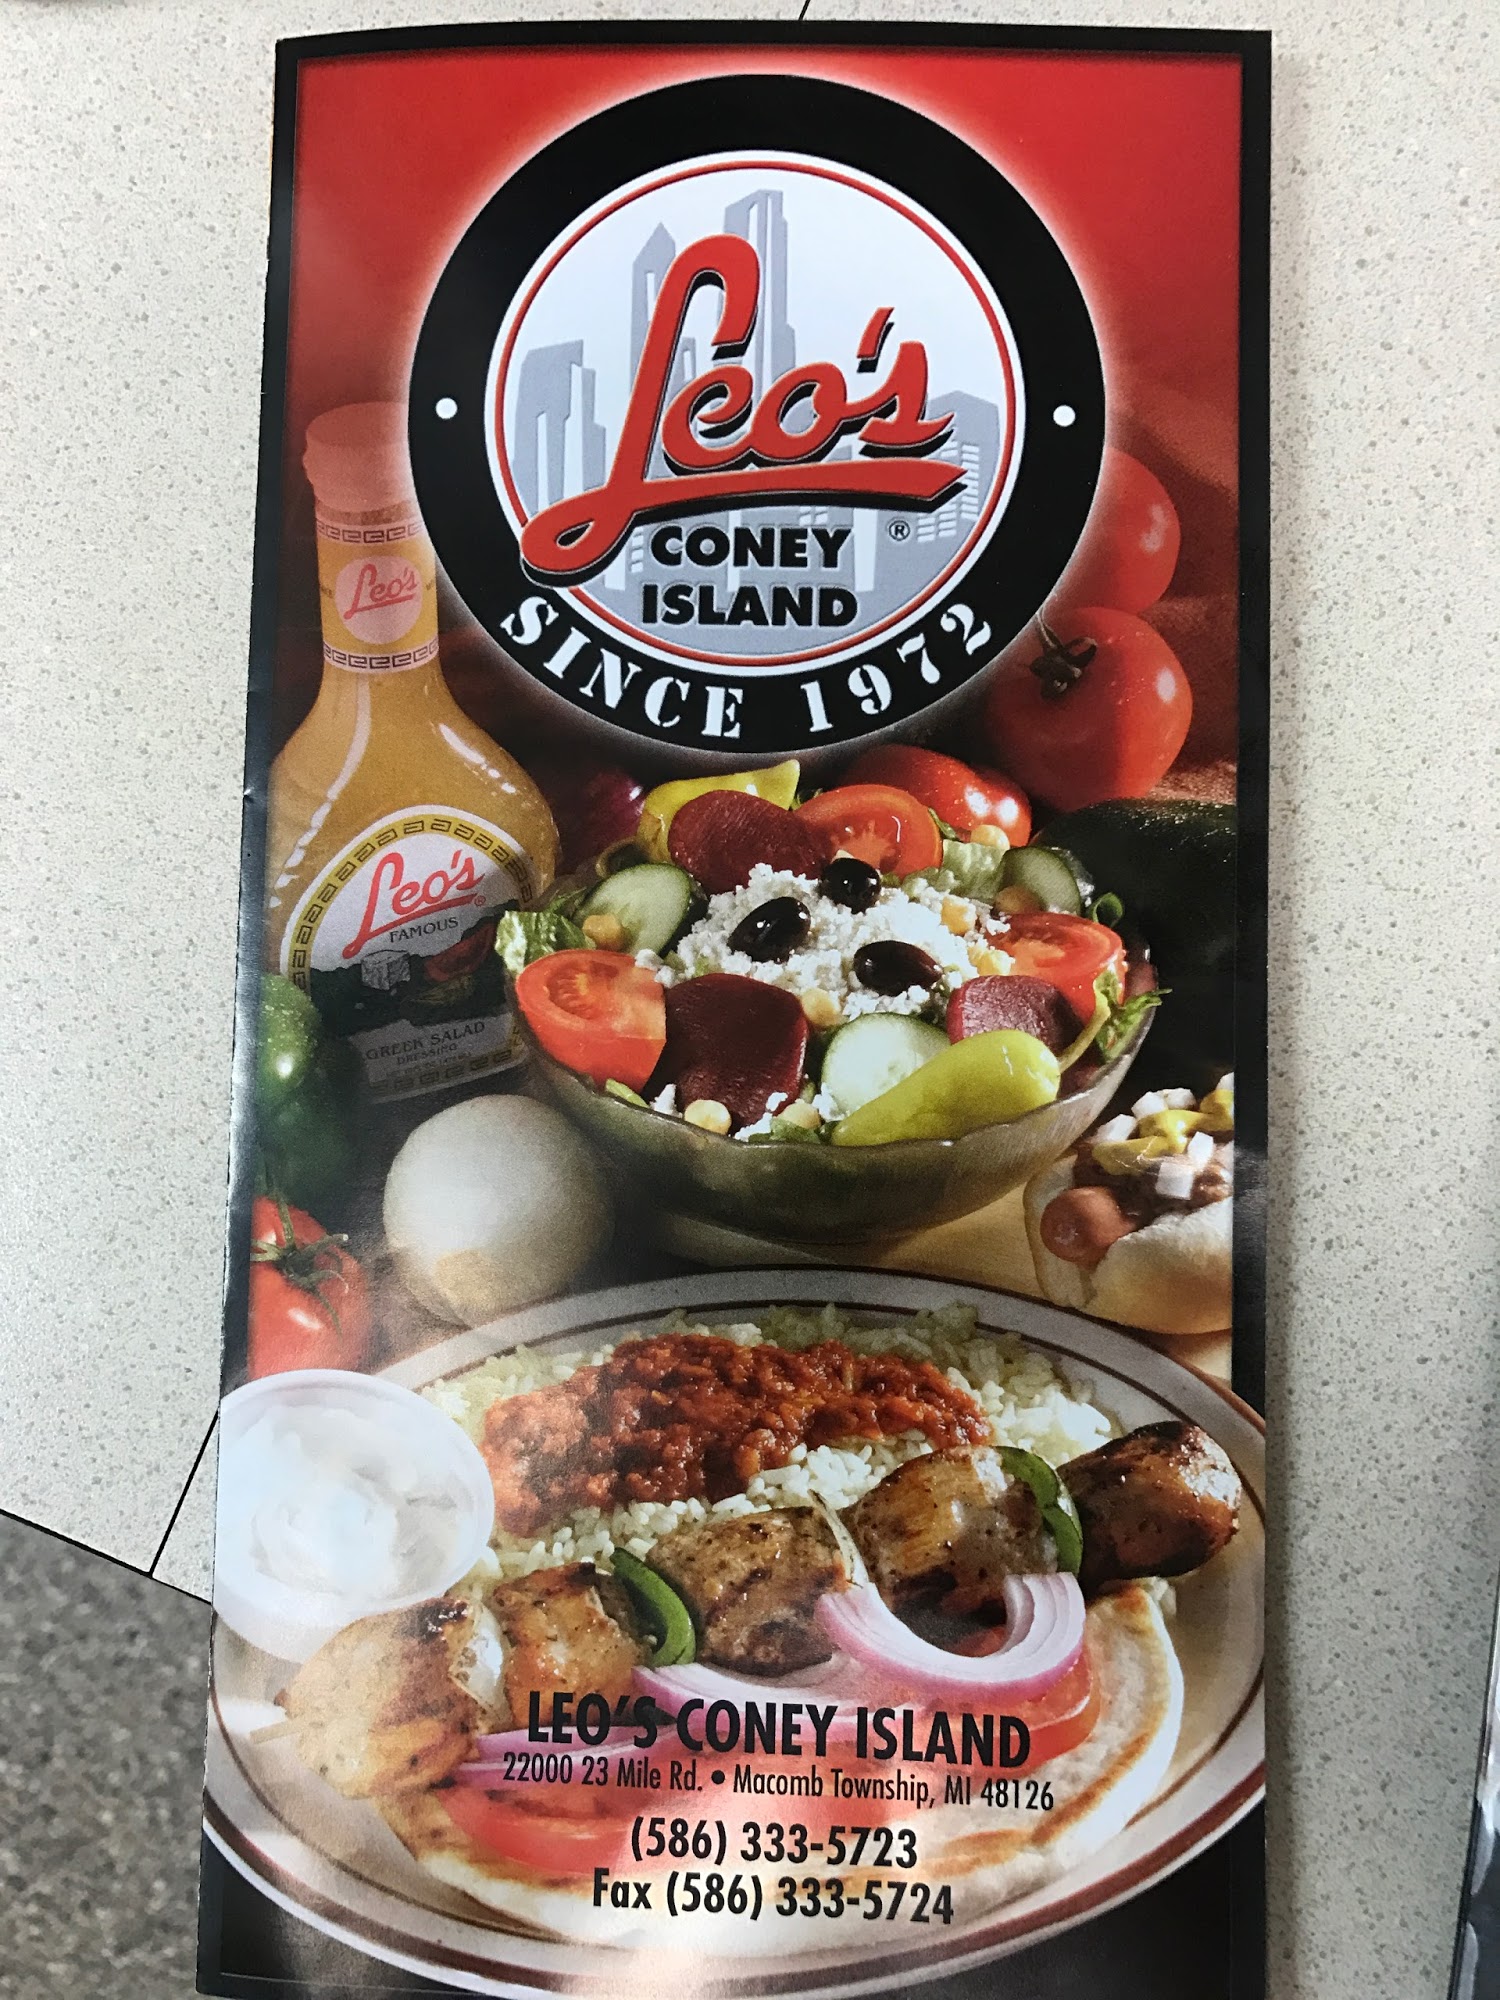 Leo's
CONEY
ISLAND
®
SINCE 1972
Leo's
Leo's
®
FAMOUS
GREEK SALAD
DRESSING
LEO'S CONEY ISLAND
22000 23 Mile Rd. • Macomb Township, MI 48126
(586) 333-5723
Fax (586) 333-5724